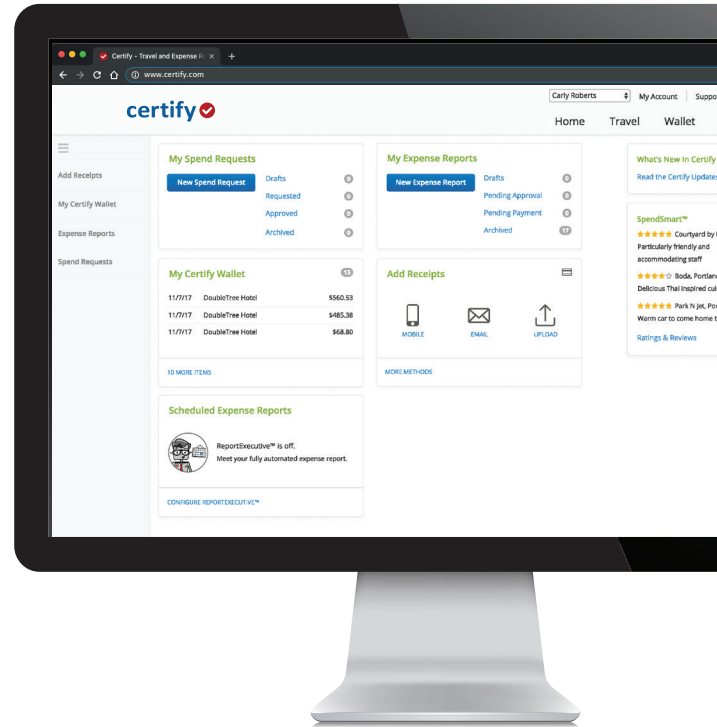 Certify - Travel and Expense R
www.certify.com
Carly Roberts
My Account
Suppo
certify
Home
Travel
Wallet
Add Receipts
My Certify Wallet
Expense Reports
Spend Requests
My Spend Requests
New Spend Request
Drafts 0
Requested 0
Approved 0
Archived 0
My Expense Reports
New Expense Report
Drafts 0
Pending Approval 0
Pending Payment 0
Archived 17
What's New In Certify
Read the Certify Updates
My Certify Wallet 13
11/7/17 DoubleTree Hotel $560.53
11/7/17 DoubleTree Hotel $485.38
11/7/17 DoubleTree Hotel $68.80
10 MORE ITEMS
Add Receipts
MOBILE
EMAIL
UPLOAD
MORE METHODS
SpendSmart™
Courtyard by
Particularly friendly and
accommodating staff
Boda, Portlan
Delicious Thai inspired cui
Park N Jet, Po
Warm car to come home t
Ratings & Reviews
Scheduled Expense Reports
ReportExecutive™ is off.
Meet your fully automated expense report.
CONFIGURE REPORTEXECUTIVE™